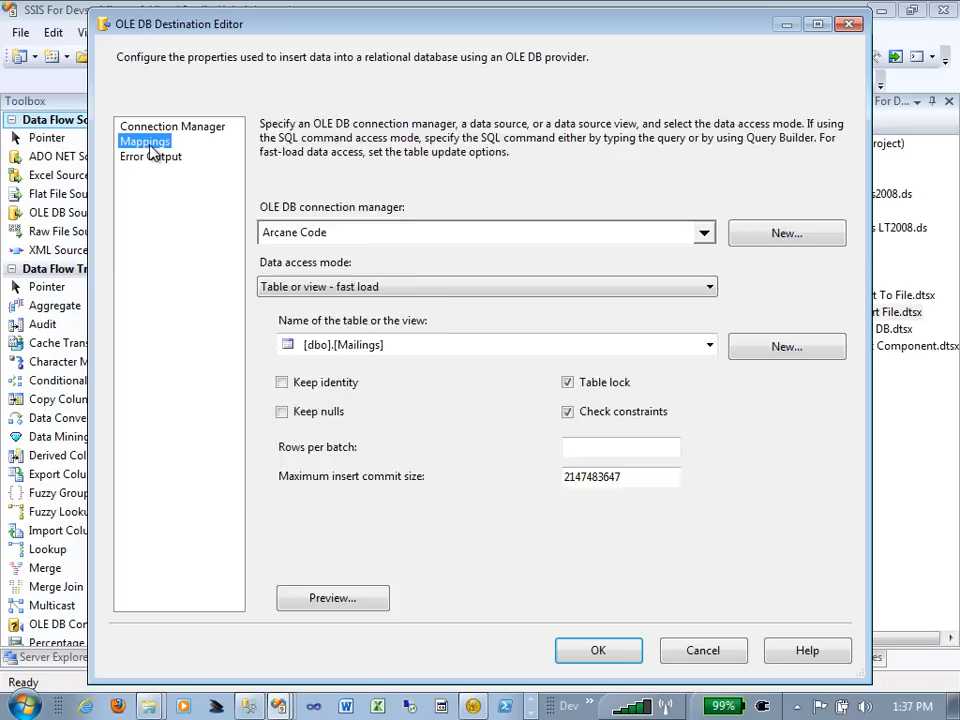 SSIS For Dev
OLE DB Destination Editor
File
Edit
Configure the properties used to insert data into a relational database using an OLE DB provider.
Toolbox
For D...
Data Flow So
Connection Manager
Mappings
Error Output
Specify an OLE DB connection manager, a data source, or a data source view, and select the data access mode. If using
the SQL command access mode, specify the SQL command either by typing the query or by using Query Builder. For
fast-load data access, set the table update options.
Pointer
ADO NET S
Excel Source
Flat File Sou
OLE DB Sou
Raw File Sou
XML Source
Data Flow Tr
Pointer
Aggregate
Audit
Cache Trans
Character M
Conditional
Copy Colum
Data Conve
Data Mining
Derived Col
Export Colu
Fuzzy Group
Fuzzy Looku
Import Colu
Lookup
Merge
Merge Join
Multicast
OLE DB Con
Percentage
OLE DB connection manager:
Arcane Code
New...
Data access mode:
Table or view - fast load
Name of the table or the view:
[dbo].[Mailings]
New...
Keep identity
Table lock
Keep nulls
Check constraints
Rows per batch:
Maximum insert commit size:
2147483647
Preview...
OK
Cancel
Help
roject)
s2008.ds
LT2008.ds
rt To File.dtsx
rt File.dtsx
DB.dtsx
t Component.dtsx
Server Explore
es
Ready
Dev
99%
1:37 PM